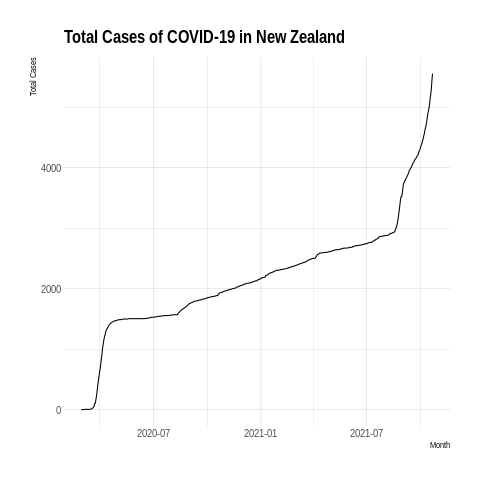 Total Cases of COVID-19 in New Zealand
Total Cases
4000
2000
0
2020-07
2021-01
2021-07
Month